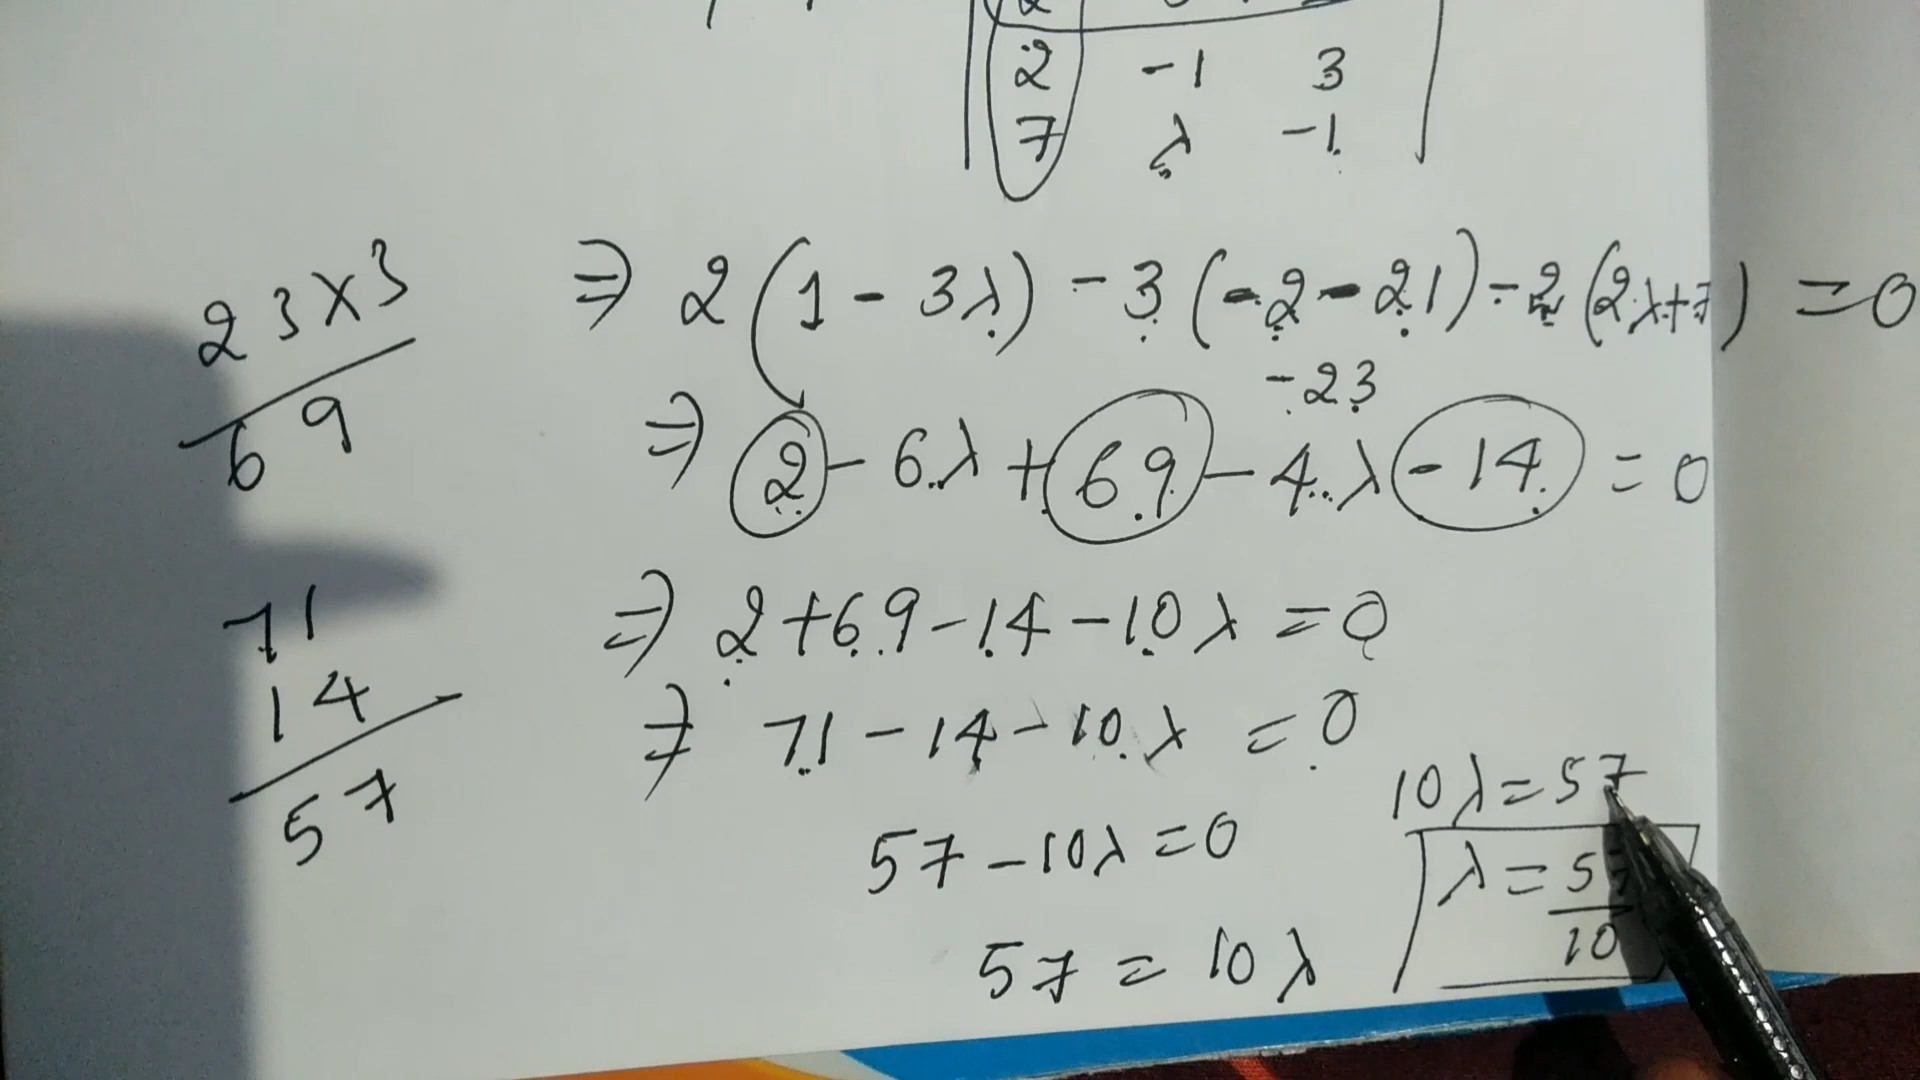 2 -1 3
7 λ -1
23×3
69
⇒ 2(1 - 3λ) - 3(-2-21) - 2(2λ+7) = 0
-23
⇒ 2 - 6λ + 69 - 4λ - 14 = 0
71
14
57
⇒ 2+69-14-10λ = 0
⇒ 71-14-10λ = 0
57-10λ=0
57 = 10λ
10λ=57
λ = 57/10